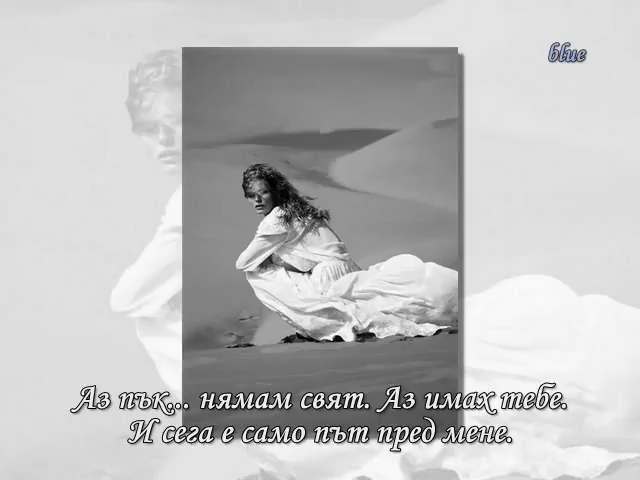 blue
Аз пък... нямам свят. Аз имах тебе.
И сега е само път пред мене.